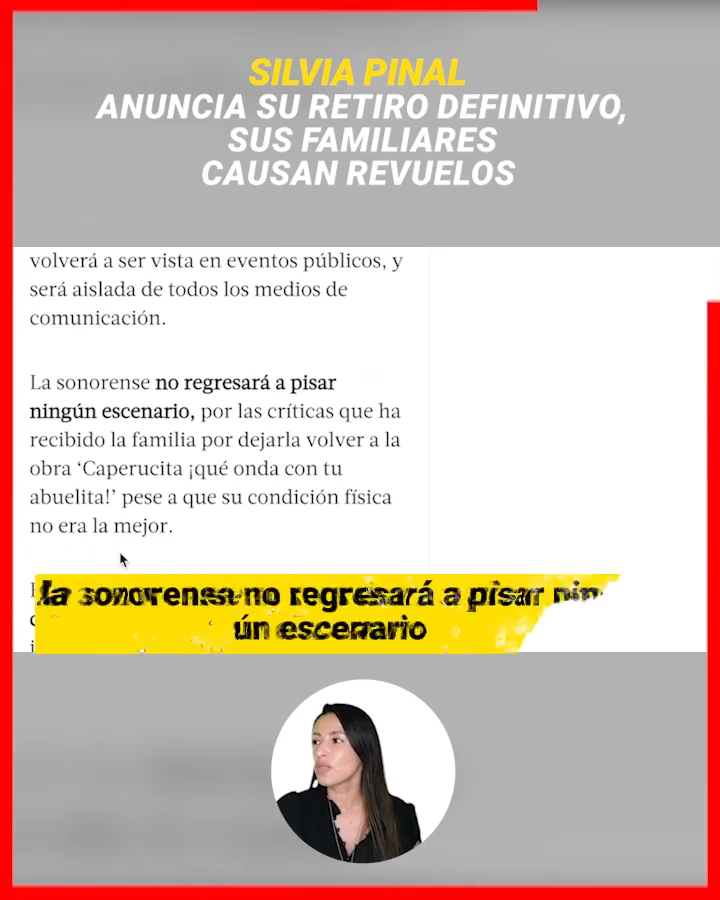 SILVIA PINAL
ANUNCIA SU RETIRO DEFINITIVO,
SUS FAMILIARES
CAUSAN REVUELOS
volverá a ser vista en eventos públicos, y
será aislada de todos los medios de
comunicación.
La sonorense no regresará a pisar
ningún escenario, por las críticas que ha
recibido la familia por dejarla volver a la
obra ‘Caperucita ¡qué onda con tu
abuelita!’ pese a que su condición física
no era la mejor.
la sonorense no regresará a pisar nin
ún escenario